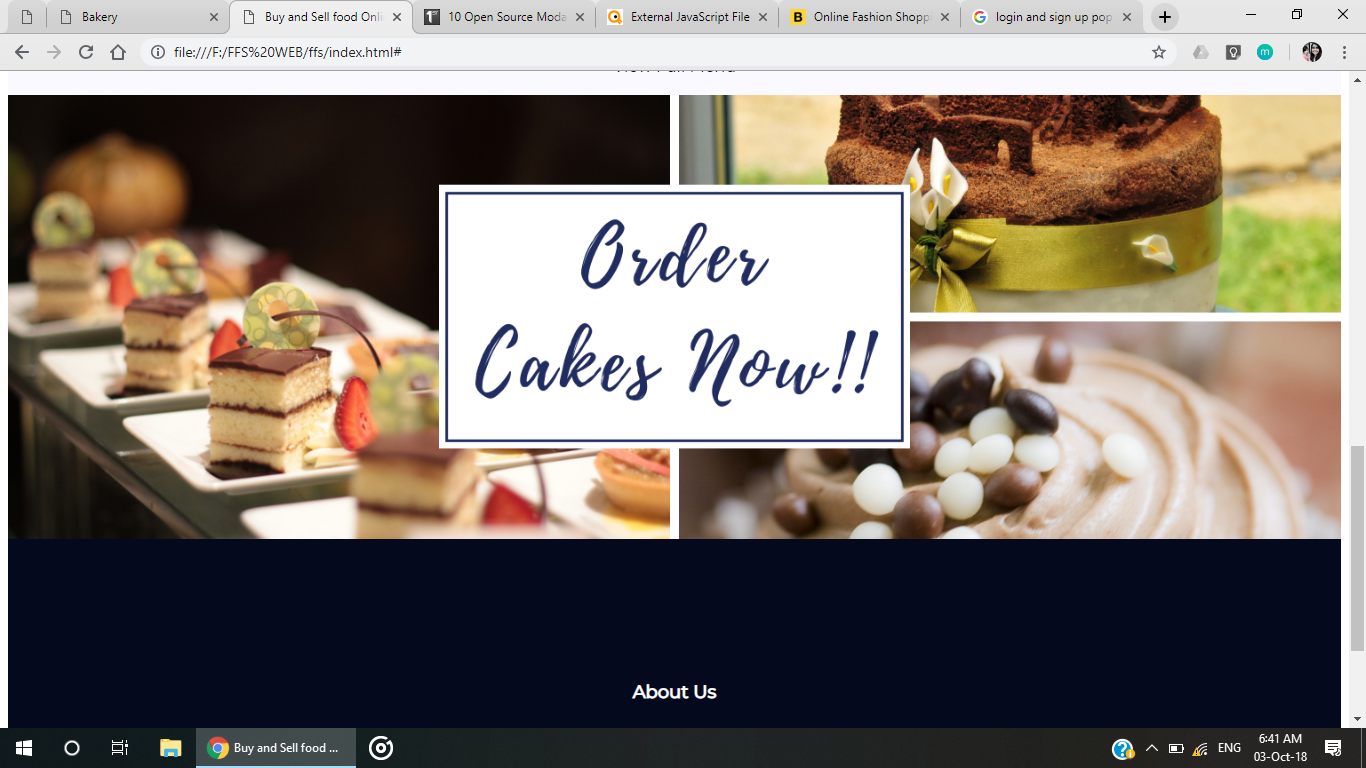 Bakery
Buy and Sell food Onli
10 Open Source Moda
External JavaScript File
Online Fashion Shopp
login and sign up pop
file:///F:/FFS%20WEB/ffs/index.html#
m
Order
Cakes Now!!
About Us
Buy and Sell food ...
ENG
6:41 AM
03-Oct-18